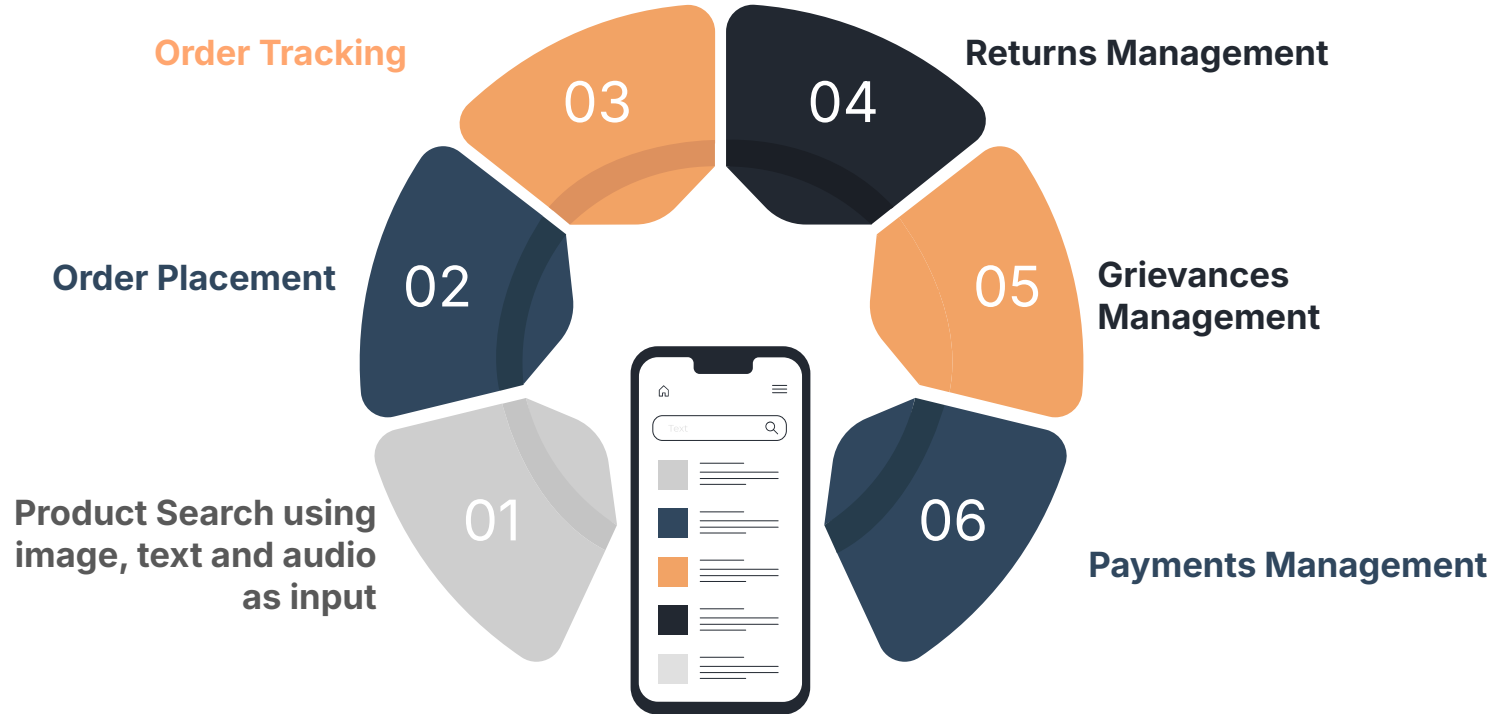 Order Tracking
03
04
Returns Management
Order Placement
02
05
Grievances
Management
Product Search using
image, text and audio
as input
01
Text
06
Payments Management